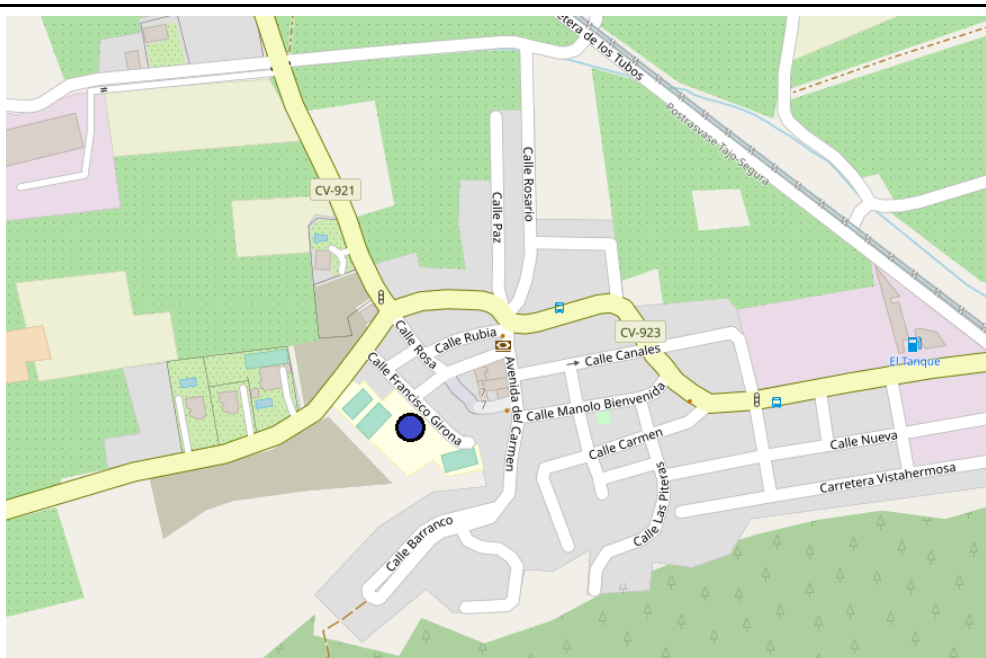 etera de los Tubos
Postrasvase Tajo-Segura
Calle Rosario
CV-921
Calle Paz
CV-923
Calle Rosa
Calle Rubia
Calle Canales
El Tanque
Calle Francisco Girona
Avenida del Carmen
Calle Manolo Bienvenida
Calle Carmen
Calle Nueva
Calle Las Piteras
Carretera Vistahermosa
Calle Barranco